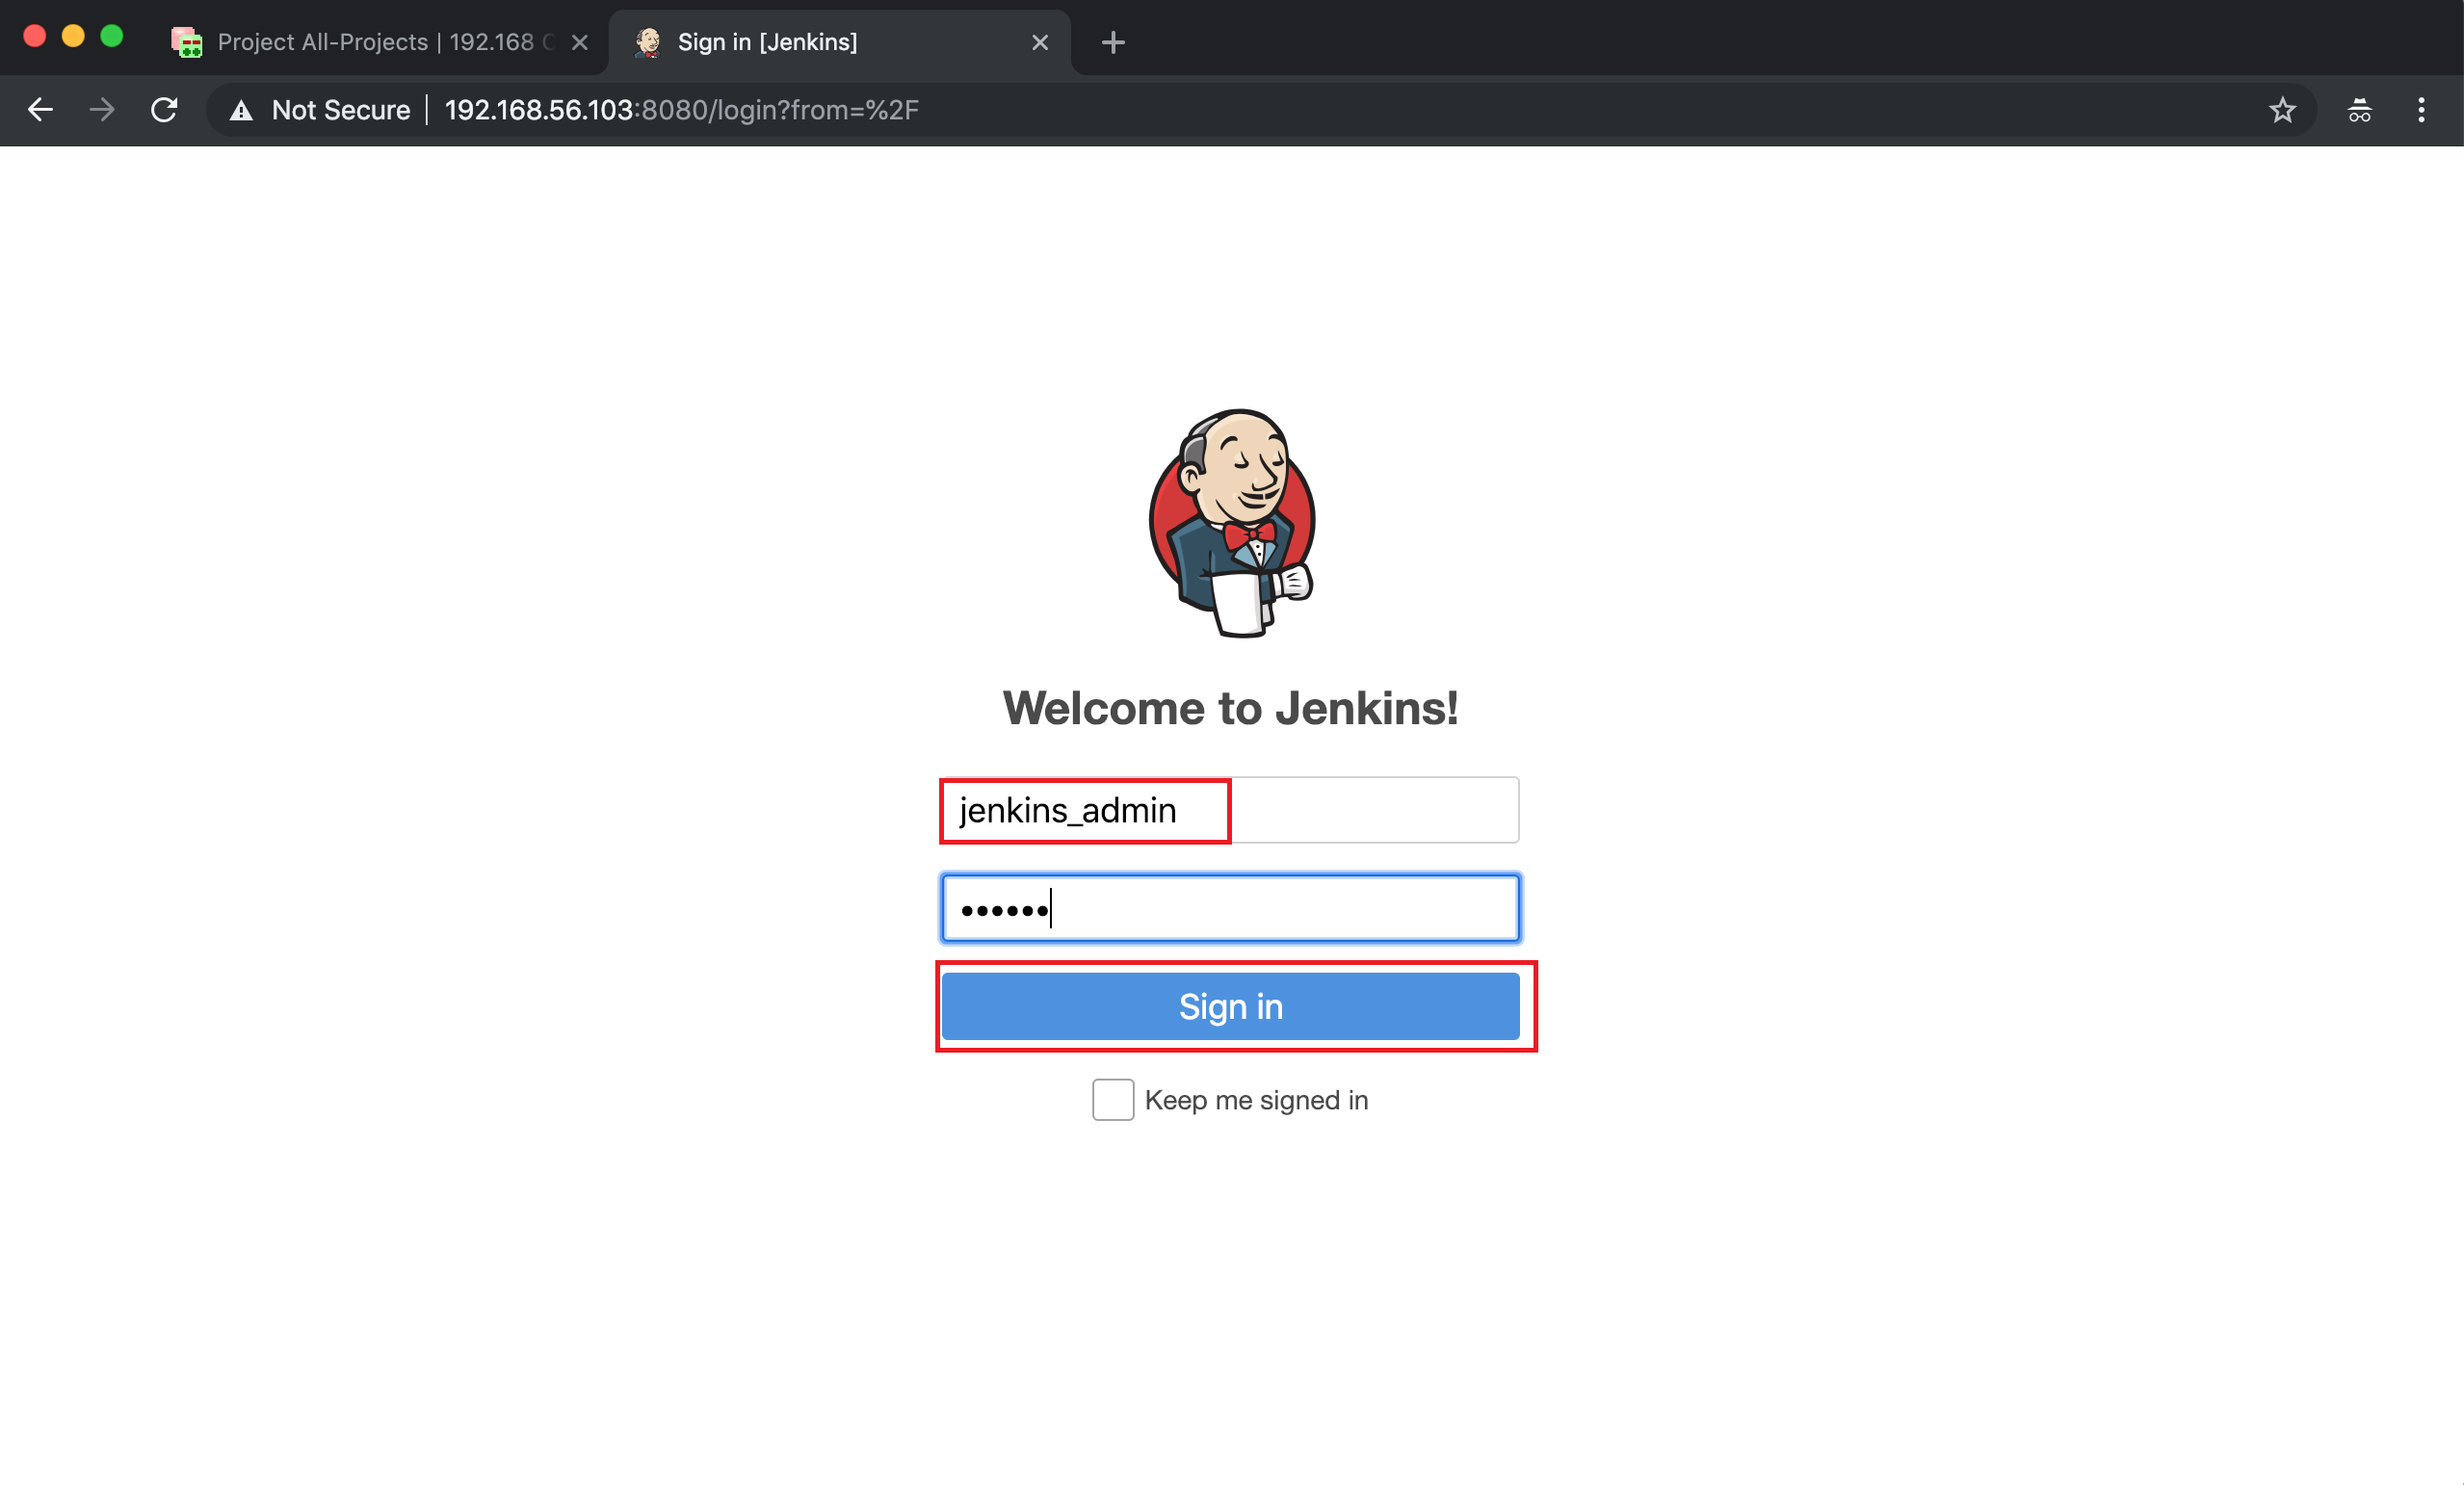 Project All-Projects | 192.168
Sign in [Jenkins]
Not Secure | 192.168.56.103:8080/login?from=%2F
Welcome to Jenkins!
jenkins_admin
••••••
Sign in
Keep me signed in